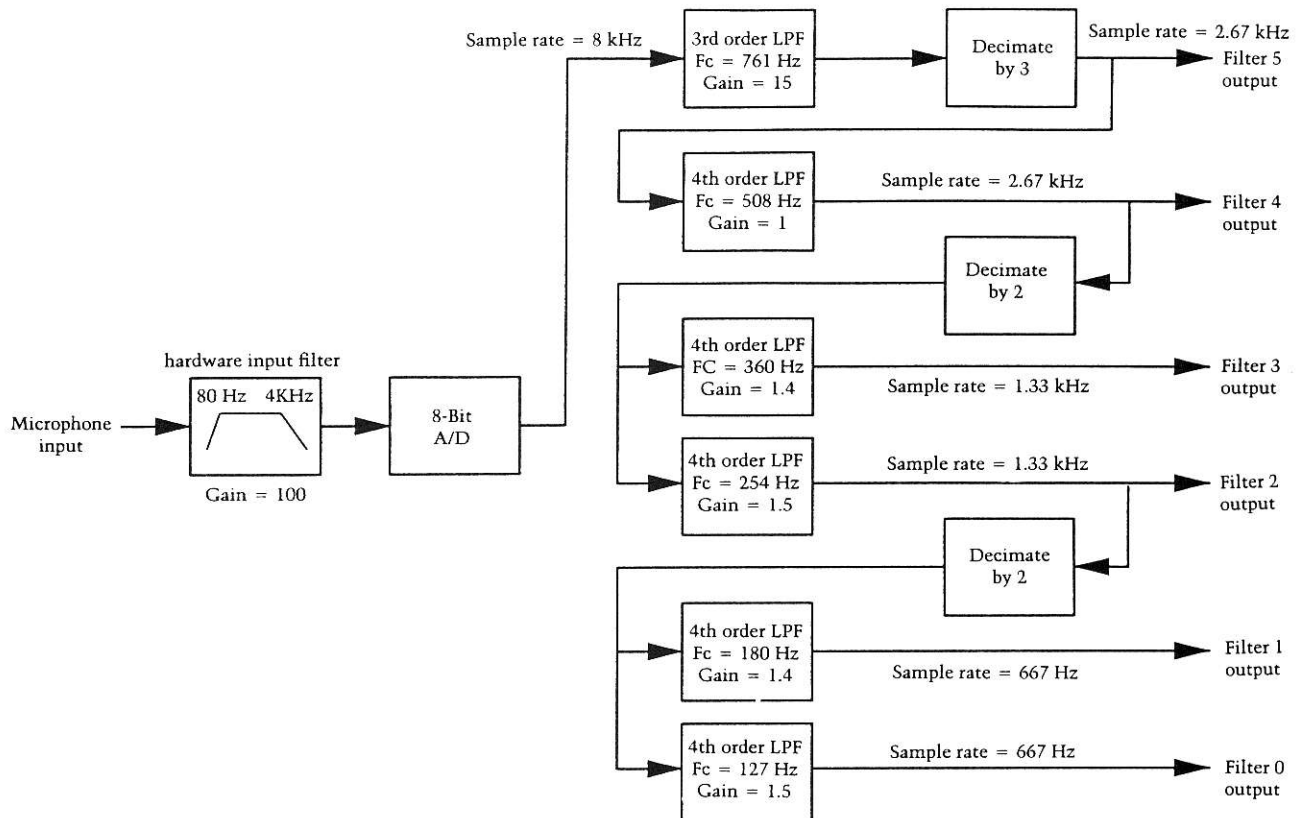 Sample rate = 8 kHz
3rd order LPF
Fc = 761 Hz
Gain = 15
Decimate
by 3
Sample rate = 2.67 kHz
Filter 5
output
4th order LPF
Fc = 508 Hz
Gain = 1
Sample rate = 2.67 kHz
Filter 4
output
Decimate
by 2
hardware input filter
80 Hz 4KHz
Microphone
input
Gain = 100
8-Bit
A/D
4th order LPF
FC = 360 Hz
Gain = 1.4
Sample rate = 1.33 kHz
Filter 3
output
4th order LPF
Fc = 254 Hz
Gain = 1.5
Sample rate = 1.33 kHz
Filter 2
output
Decimate
by 2
4th order LPF
Fc = 180 Hz
Gain = 1.4
Sample rate = 667 Hz
Filter 1
output
4th order LPF
Fc = 127 Hz
Gain = 1.5
Sample rate = 667 Hz
Filter 0
output